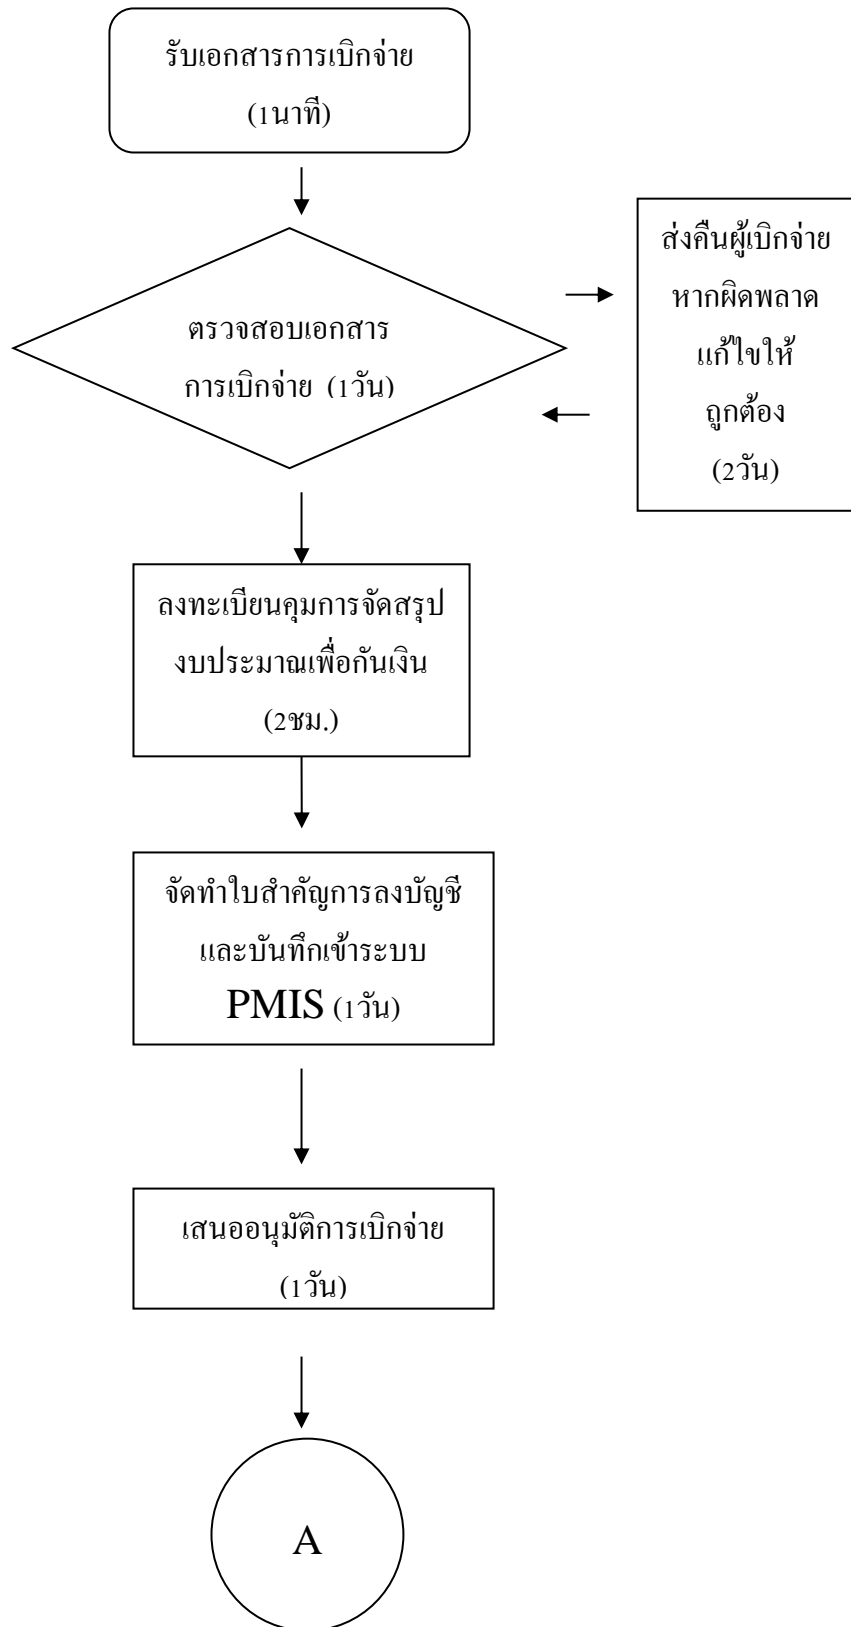 รับเอกสารการเบิกจ่าย
(1นาที)
ตรวจสอบเอกสาร
การเบิกจ่าย (1วัน)
ส่งคืนผู้เบิกจ่าย
หากผิดพลาด
แก้ไขให้
ถูกต้อง
(2วัน)
ลงทะเบียนคุมการจัดสรุป
งบประมาณเพื่อกันเงิน
(2ชม.)
จัดทำใบสำคัญการลงบัญชี
และบันทึกเข้าระบบ
PMIS (1วัน)
เสนออนุมัติการเบิกจ่าย
(1วัน)
A